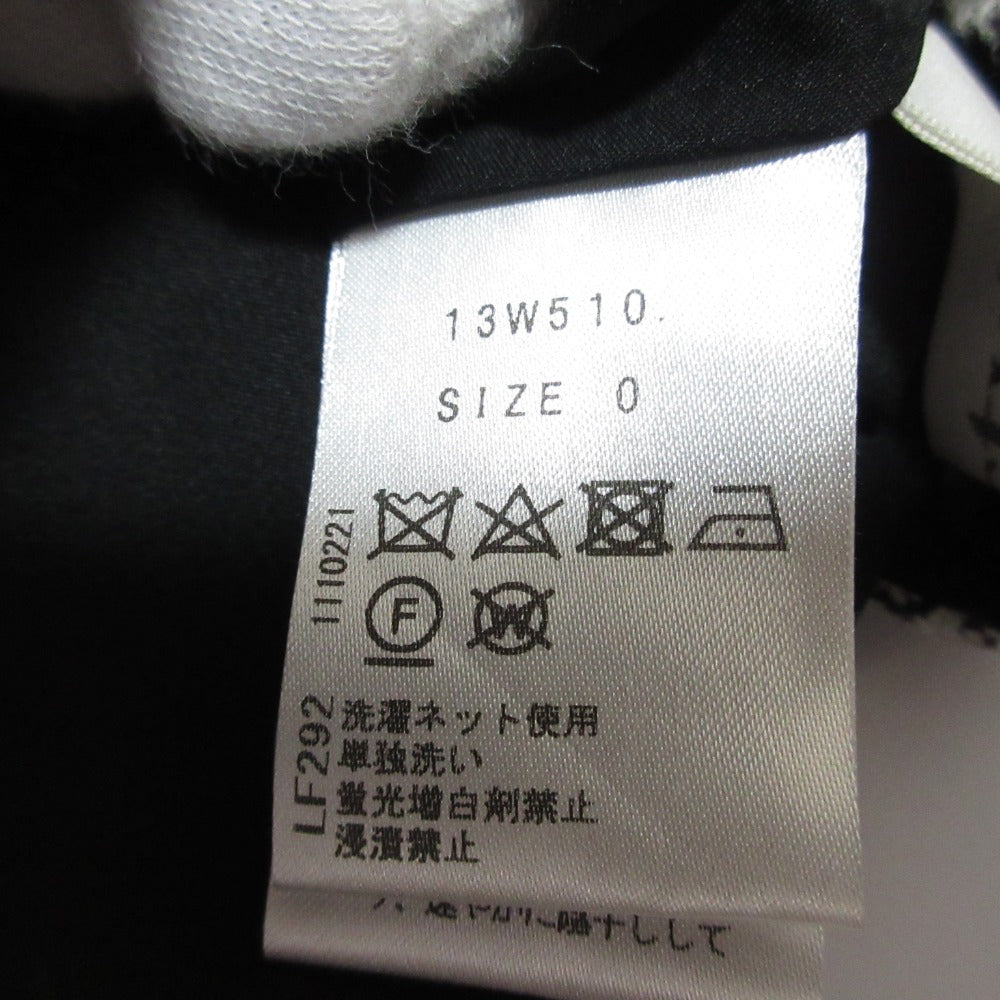 13W510.
SIZE 0
1110221
F
W
LF292
洗濯ネット使用
単独洗い
蛍光増白剤禁止
浸漬禁止